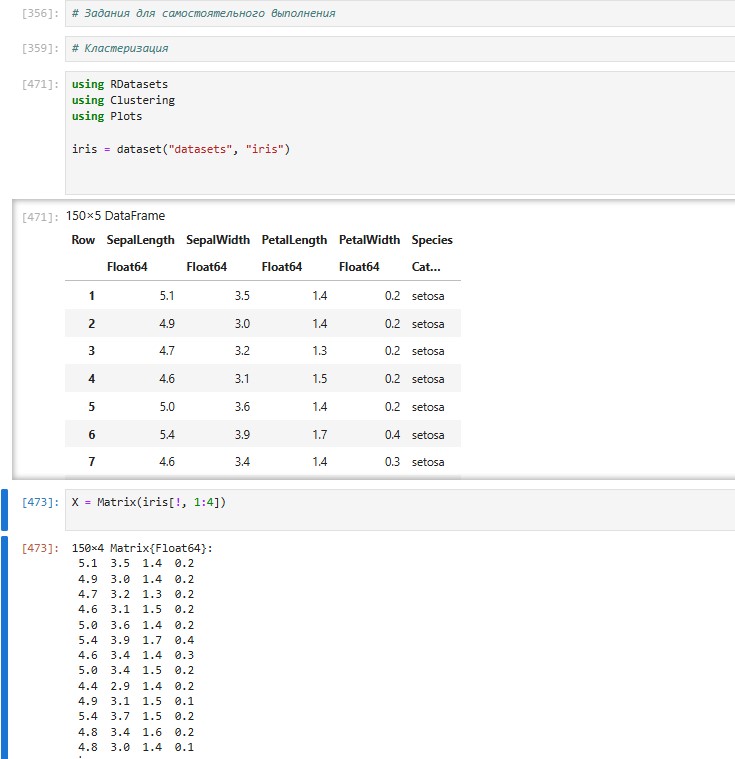 [356]: # Задания для самостоятельного выполнения
[359]: # Кластеризация
[471]: using RDatasets
using Clustering
using Plots
iris = dataset("datasets", "iris")
[471]: 150×5 DataFrame
Row SepalLength SepalWidth PetalLength PetalWidth Species
Float64 Float64 Float64 Float64 Cat…
1 5.1 3.5 1.4 0.2 setosa
2 4.9 3.0 1.4 0.2 setosa
3 4.7 3.2 1.3 0.2 setosa
4 4.6 3.1 1.5 0.2 setosa
5 5.0 3.6 1.4 0.2 setosa
6 5.4 3.9 1.7 0.4 setosa
7 4.6 3.4 1.4 0.3 setosa
[473]: X = Matrix(iris[!, 1:4])
[473]: 150×4 Matrix{Float64}:
5.1 3.5 1.4 0.2
4.9 3.0 1.4 0.2
4.7 3.2 1.3 0.2
4.6 3.1 1.5 0.2
5.0 3.6 1.4 0.2
5.4 3.9 1.7 0.4
4.6 3.4 1.4 0.3
5.0 3.4 1.5 0.2
4.4 2.9 1.4 0.2
4.9 3.1 1.5 0.1
5.4 3.7 1.5 0.2
4.8 3.4 1.6 0.2
4.8 3.0 1.4 0.1